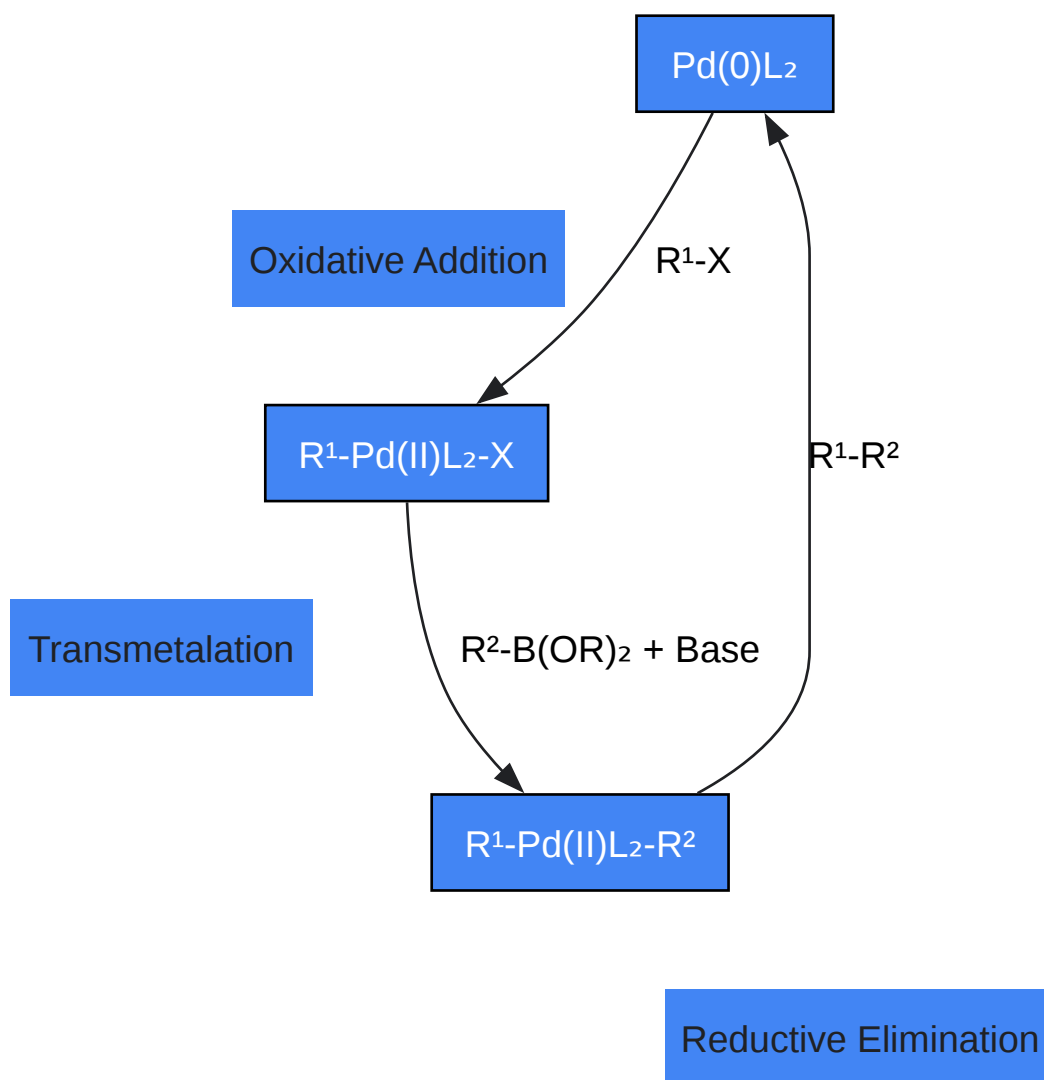 Pd(0)L₂
Oxidative Addition
R¹-X
R¹-Pd(II)L₂-X
R¹-R²
Transmetalation
R²-B(OR)₂ + Base
R¹-Pd(II)L₂-R²
Reductive Elimination